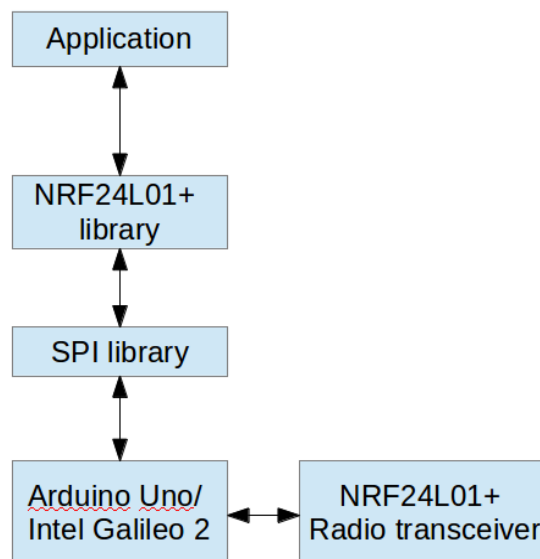 Application
NRF24L01+
library
SPI library
Arduino Uno/
Intel Galileo 2
NRF24L01+
Radio transceiver